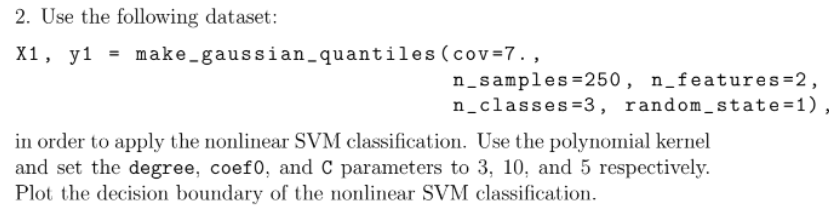 2. Use the following dataset:
X1, y1 = make_gaussian_quantiles(cov=7.,
n_samples=250, n_features=2,
n_classes=3, random_state=1),
in order to apply the nonlinear SVM classification. Use the polynomial kernel
and set the degree, coef0, and C parameters to 3, 10, and 5 respectively.
Plot the decision boundary of the nonlinear SVM classification.